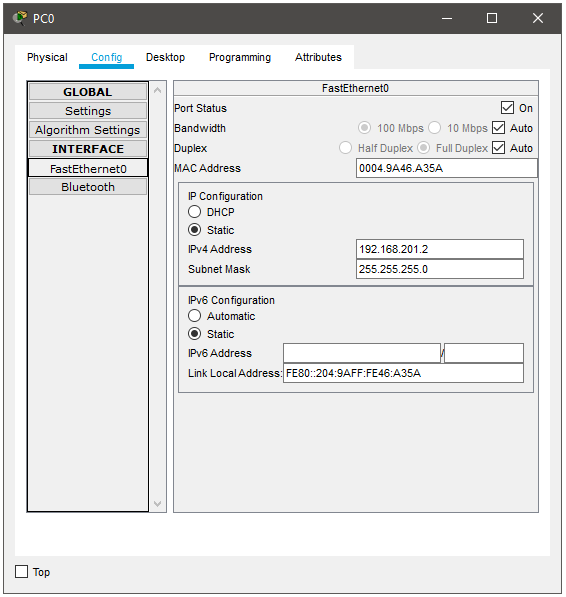 PC0
Physical Config Desktop Programming Attributes
GLOBAL
Settings
Algorithm Settings
INTERFACE
FastEthernet0
Bluetooth
FastEthernet0
Port Status On
Bandwidth 100 Mbps 10 Mbps Auto
Duplex Half Duplex Full Duplex Auto
MAC Address 0004.9A46.A35A
IP Configuration
DHCP
Static
IPv4 Address 192.168.201.2
Subnet Mask 255.255.255.0
IPv6 Configuration
Automatic
Static
IPv6 Address /
Link Local Address: FE80::204:9AFF:FE46:A35A
Top